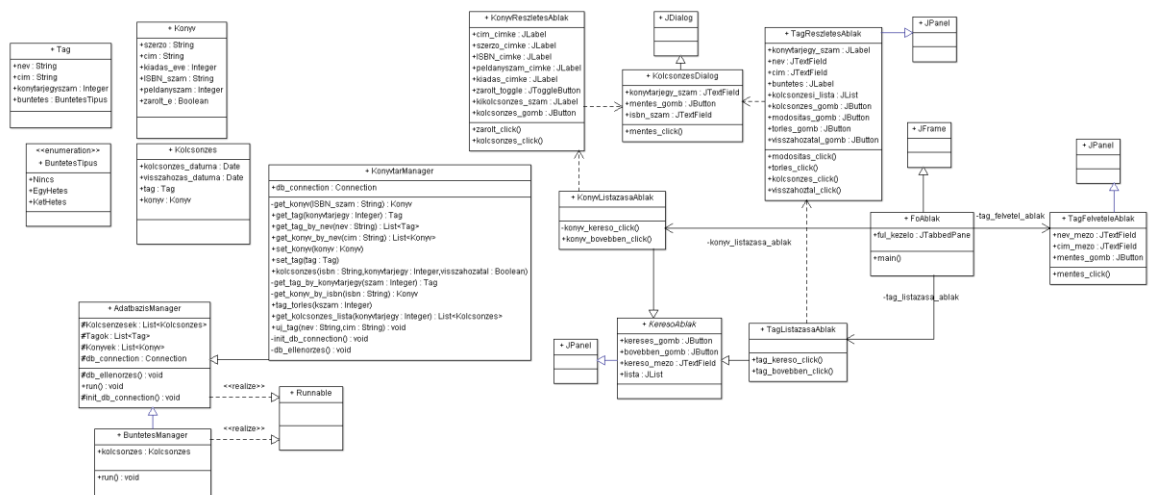 + Tag
+nev : String
+cim : String
+konytarjegyszam : Integer
+buntetes : BuntetesTipus
+ Konyv
+szerzo : String
+cim : String
+kiadas_eve : Integer
+ISBN_szam : String
+peldanyszam : Integer
+zarolt_e : Boolean
<<enumeration>>
+ BuntetesTipus
+Nincs
+EgyHetes
+KetHetes
+ Kolcsonzes
+kolcsonzes_datuma : Date
+visszahozas_datuma : Date
+tag : Tag
+konyv : Konyv
+ KonyvtarManager
+db_connection : Connection
-get_konyv(ISBN_szam : String) : Konyv
+get_tag(konyvtarjegy : Integer) : Tag
+get_tag_by_nev(nev : String) : List<Tag>
+get_konyv_by_nev(cim : String) : List<Konyv>
+set_konyv(konyv : Konyv)
+set_tag(tag : Tag)
+kolcsonzes(isbn : String,konyvtarjegy : Integer,visszahozatal : Boolean)
-get_tag_by_konyvtarjegy(szam : Integer) : Tag
-get_konyv_by_isbn(isbn : String) : Konyv
+tag_torles(kszam : Integer)
+get_kolcsonzes_lista(konyvtarjegy : Integer) : List<Kolcsonzes>
+uj_tag(nev : String,cim : String) : void
-init_db_connection() : void
-db_ellenorzes() : void
+ AdatbazisManager
#Kolcsenzesek : List<Kolcsonzes>
#Tagok : List<Tag>
#Konyvek : List<Konyv>
#db_connection : Connection
#db_ellenorzes() : void
+run() : void
#init_db_connection() : void
<<realize>>
+ Runnable
<<realize>>
+ BuntetesManager
+kolcsonzes : Kolcsonzes
+run() : void
+ KonyvReszletesAblak
+cim_cimke : JLabel
+szerzo_cimke : JLabel
+ISBN_cimke : JLabel
+peldanyszam_cimke : JLabel
+kiadas_cimke : JLabel
+zarolt_toggle : JToggleButton
+kikolcsonzes_szam : JLabel
+kolcsonzes_gomb : JButton
+zarolt_click()
+kolcsonzes_click()
+ JDialog
+ KolcsonzesDialog
+konyvtarjegy_szam : JTextField
+mentes_gomb : JButton
+isbn_szam : JTextField
+mentes_click()
+ TagReszletesAblak
+konyvtarjegy_szam : JLabel
+nev : JTextField
+cim : JTextField
+buntetes : JLabel
+kolcsonzesi_lista : JList
+kolcsonzes_gomb : JButton
+modositas_gomb : JButton
+torles_gomb : JButton
+visszahozatal_gomb : JButton
+modositas_click()
+torles_click()
+kolcsonzes_click()
+visszahoztal_click()
+ JPanel
+ JFrame
+ JPanel
+ KonyvListazasaAblak
-konyv_kereso_click()
+konyv_bovebben_click()
-konyv_listazasa_ablak
+ FoAblak
+ful_kezelo : JTabbedPane
+main()
-tag_felvetel_ablak
+ TagFelveteleAblak
+nev_mezo : JTextField
+cim_mezo : JTextField
+mentes_gomb : JButton
+mentes_click()
-tag_listazasa_ablak
+ JPanel
+ KeresoAblak
+kereses_gomb : JButton
+bovebben_gomb : JButton
+kereso_mezo : JTextField
+lista : JList
+ TagListazasaAblak
+tag_kereso_click()
+tag_bovebben_click()